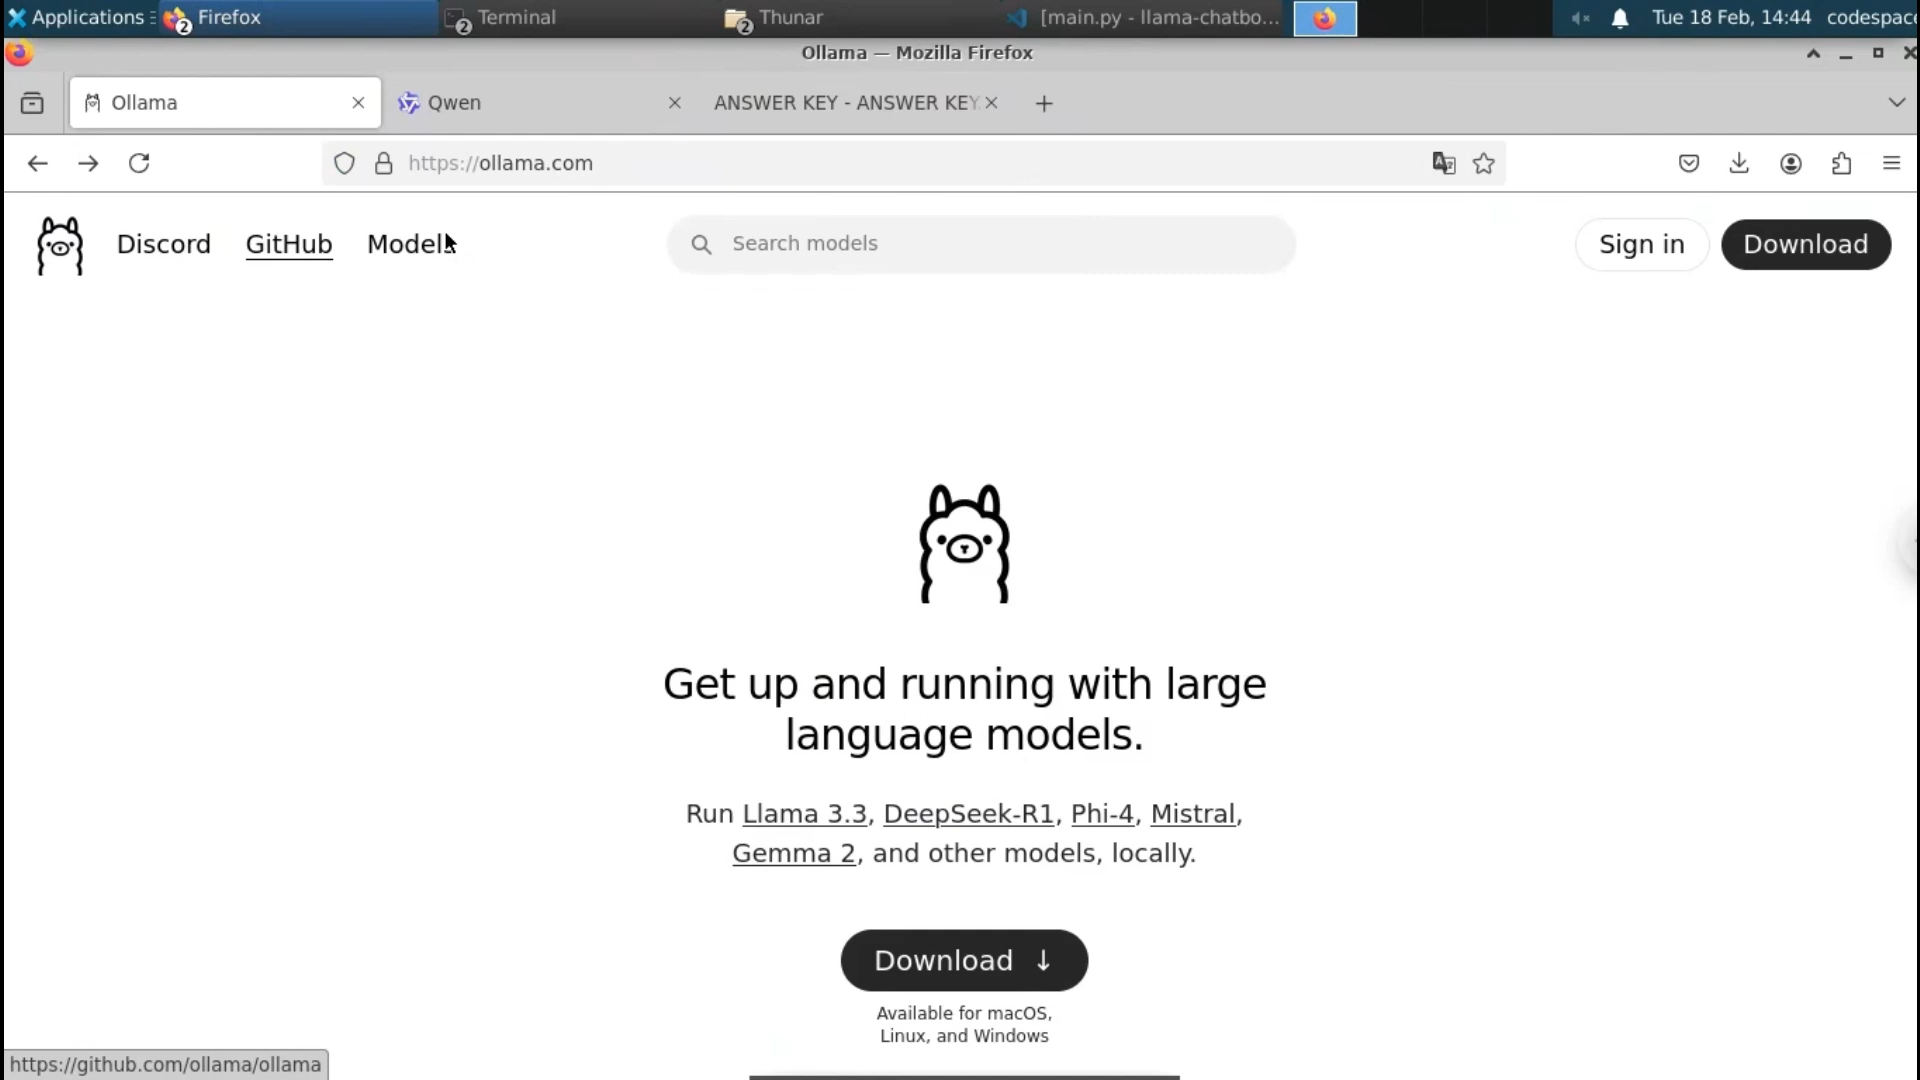 Applications
2
Firefox
2
Terminal
2
Thunar
[main.py - llama-chatbo...
Tue 18 Feb, 14:44
Ollama — Mozilla Firefox
Ollama
Qwen
ANSWER KEY - ANSWER KEY
https://ollama.com
Discord
GitHub
Models
Search models
Sign in
Download
Get up and running with large
language models.
Run Llama 3.3, DeepSeek-R1, Phi-4, Mistral,
Gemma 2, and other models, locally.
Download ↓
Available for macOS,
Linux, and Windows
https://github.com/ollama/ollama